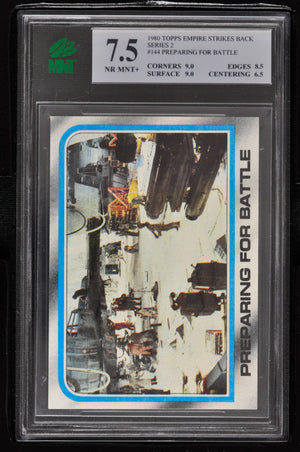 MNT
7.5
NR MNT+
1980 TOPPS EMPIRE STRIKES BACK
SERIES 2
#144 PREPARING FOR BATTLE
CORNERS 9.0 EDGES 8.5
SURFACE 9.0 CENTERING 6.5
PREPARING FOR BATTLE